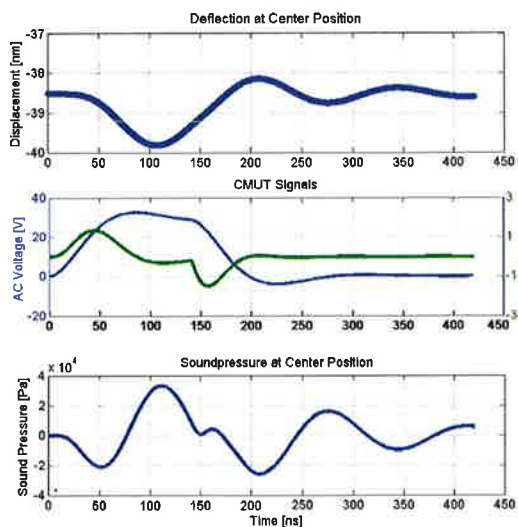 Deflection at Center Position
Displacement [nm]
-37
-38
-39
-40
0 50 100 150 200 250 300 350 400 450
CMUT Signals
AC Voltage [V]
40
20
0
-20
3
1
-1
-3
0 50 100 150 200 250 300 350 400 450
Soundpressure at Center Position
x 10⁴
Sound Pressure [Pa]
4
2
0
-2
-4
0 50 100 150 200 250 300 350 400 450
Time [ns]